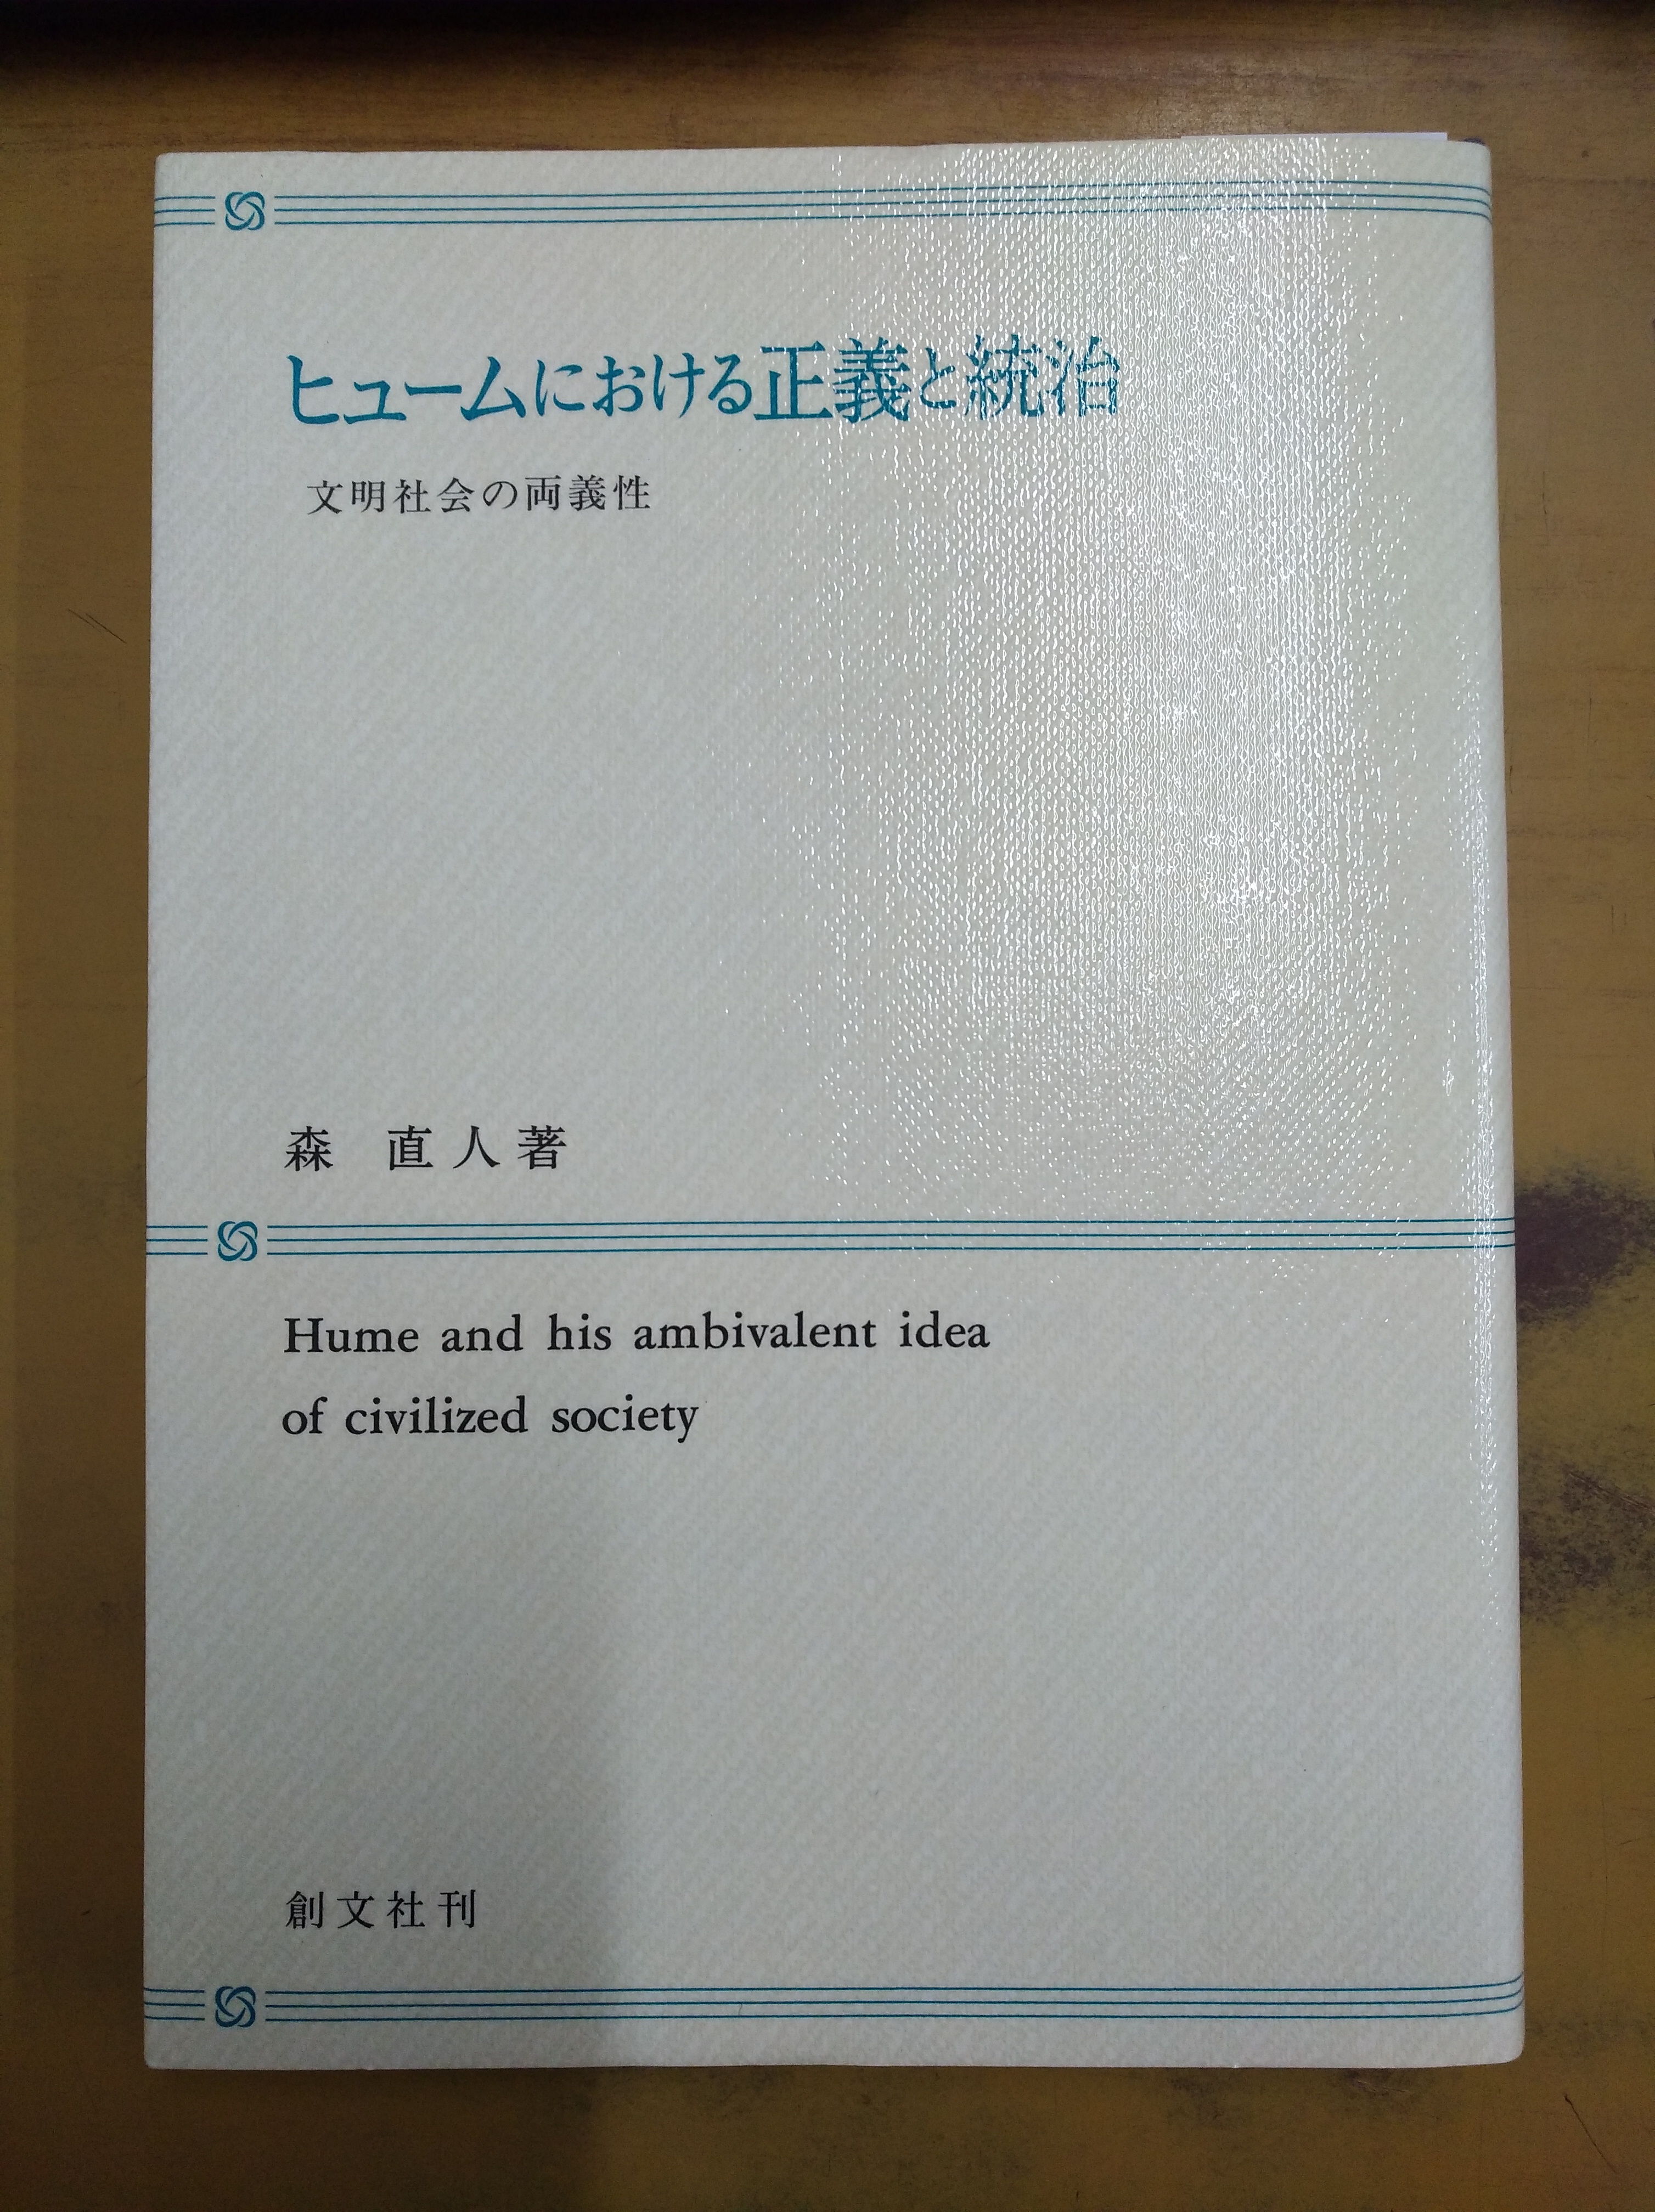 ヒュームにおける正義と統治
文明社会の両義性
森 直人著
Hume and his ambivalent idea
of civilized society
創文社刊